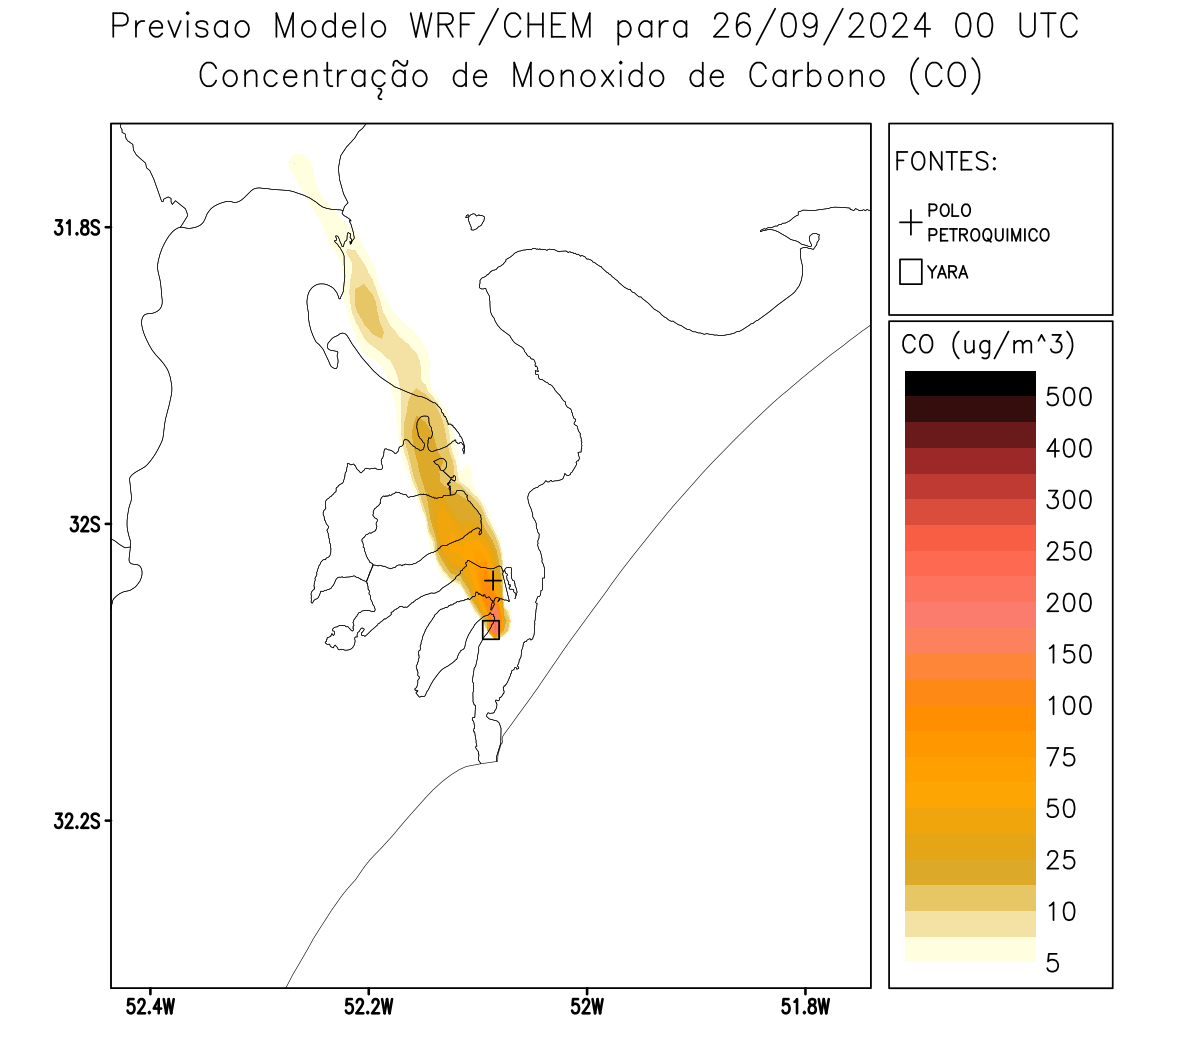 Previsao Modelo WRF/CHEM para 26/09/2024 00 UTC
Concentração de Monoxido de Carbono (CO)
FONTES:
POLO
PETROQUIMICO
YARA
CO (ug/m^3)
500
400
300
250
200
150
100
75
50
25
10
5
31.8S
32S
32.2S
52.4W
52.2W
52W
51.8W